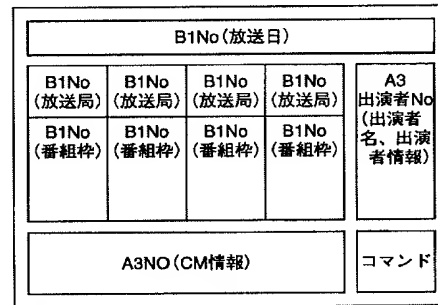 B1No(放送日)
B1No
(放送局)
B1No
(放送局)
B1No
(放送局)
B1No
(放送局)
B1No
(番組枠)
B1No
(番組枠)
B1No
(番組枠)
B1No
(番組枠)
A3
出演者No
(出演者
名、出演
者情報)
A3NO(CM情報)
コマンド